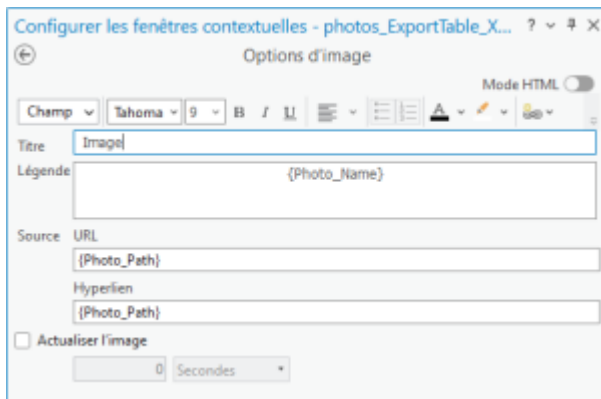 Configurer les fenêtres contextuelles - photos_ExportTable_X... ?
Options d'image
Mode HTML
Champ Tahoma 9 B I U A
Titre Image
Légende {Photo_Name}
Source URL
{Photo_Path}
Hyperlien
{Photo_Path}
Actualiser l'image
0 Secondes